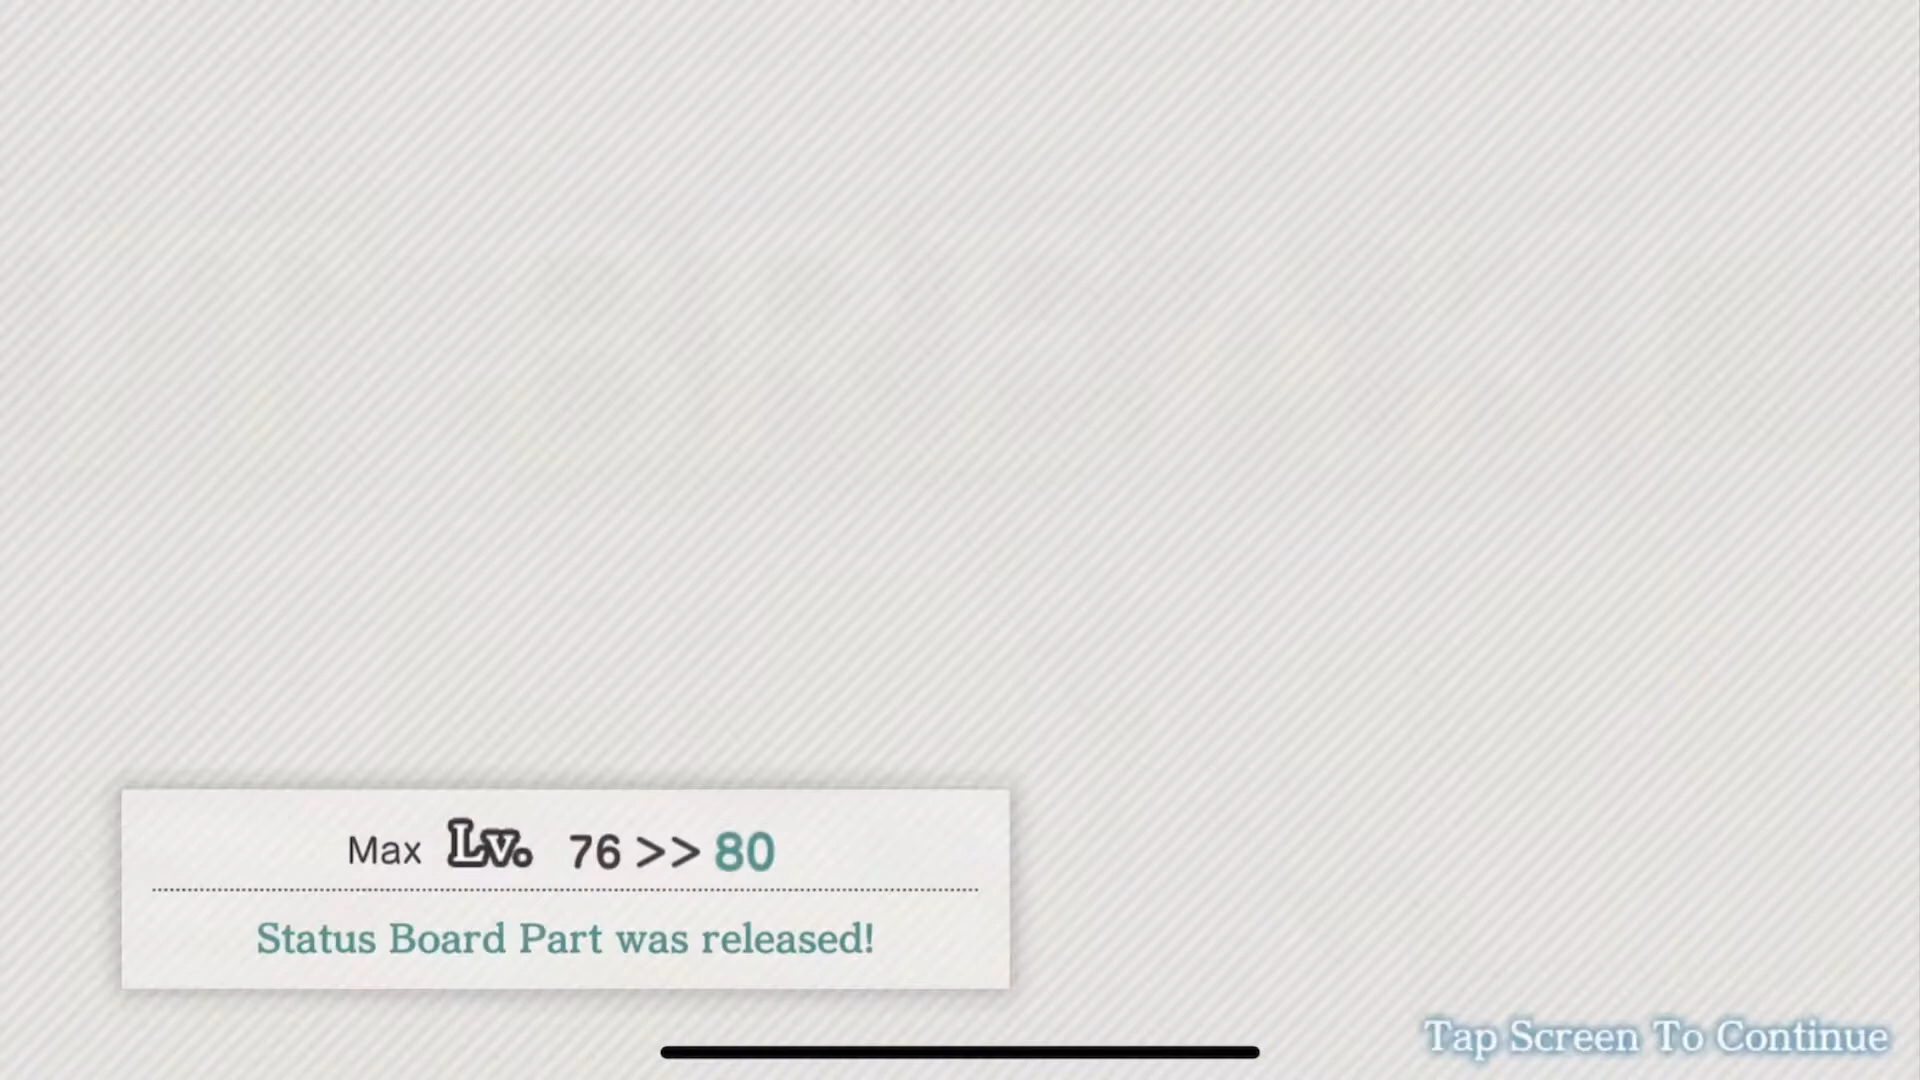 Max Lv. 76 >> 80
Status Board Part was released!
Tap Screen To Continue